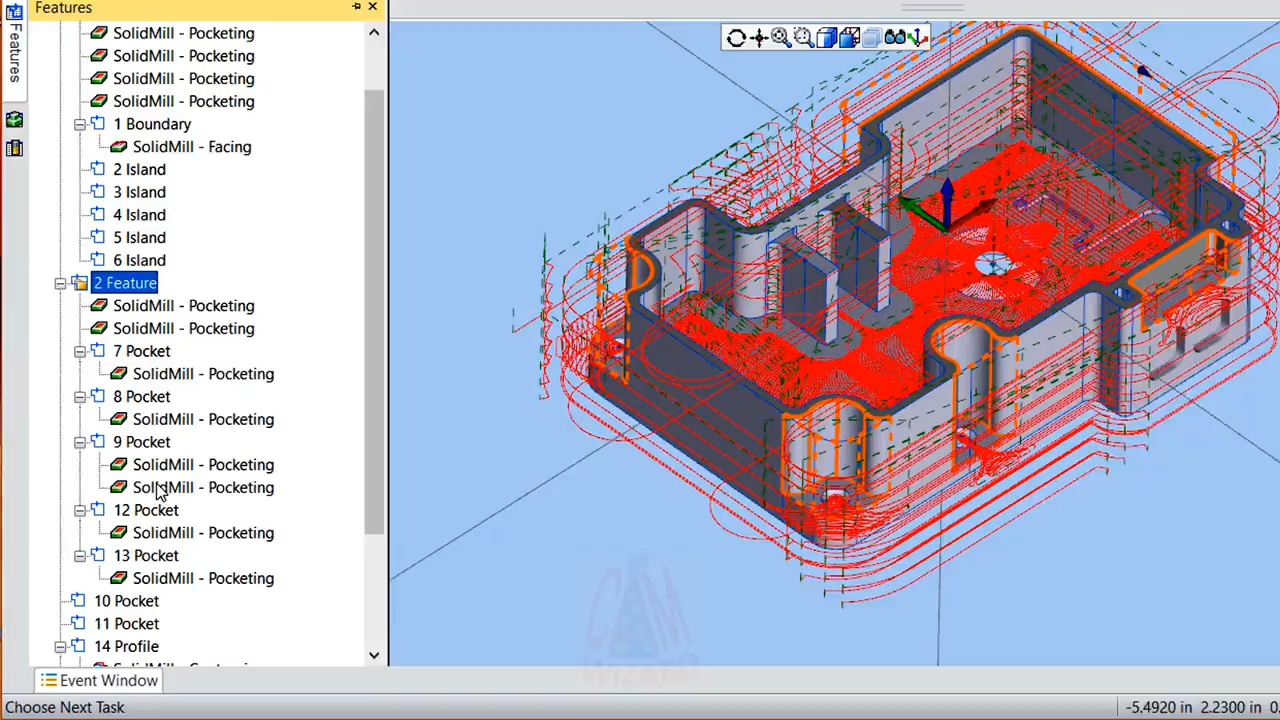 Features
Features
SolidMill - Pocketing
SolidMill - Pocketing
SolidMill - Pocketing
SolidMill - Pocketing
1 Boundary
SolidMill - Facing
2 Island
3 Island
4 Island
5 Island
6 Island
2 Feature
SolidMill - Pocketing
SolidMill - Pocketing
7 Pocket
SolidMill - Pocketing
8 Pocket
SolidMill - Pocketing
9 Pocket
SolidMill - Pocketing
SolidMill - Pocketing
12 Pocket
SolidMill - Pocketing
13 Pocket
SolidMill - Pocketing
10 Pocket
11 Pocket
14 Profile
Event Window
Choose Next Task
-5.4920 in 2.2300 in 0.